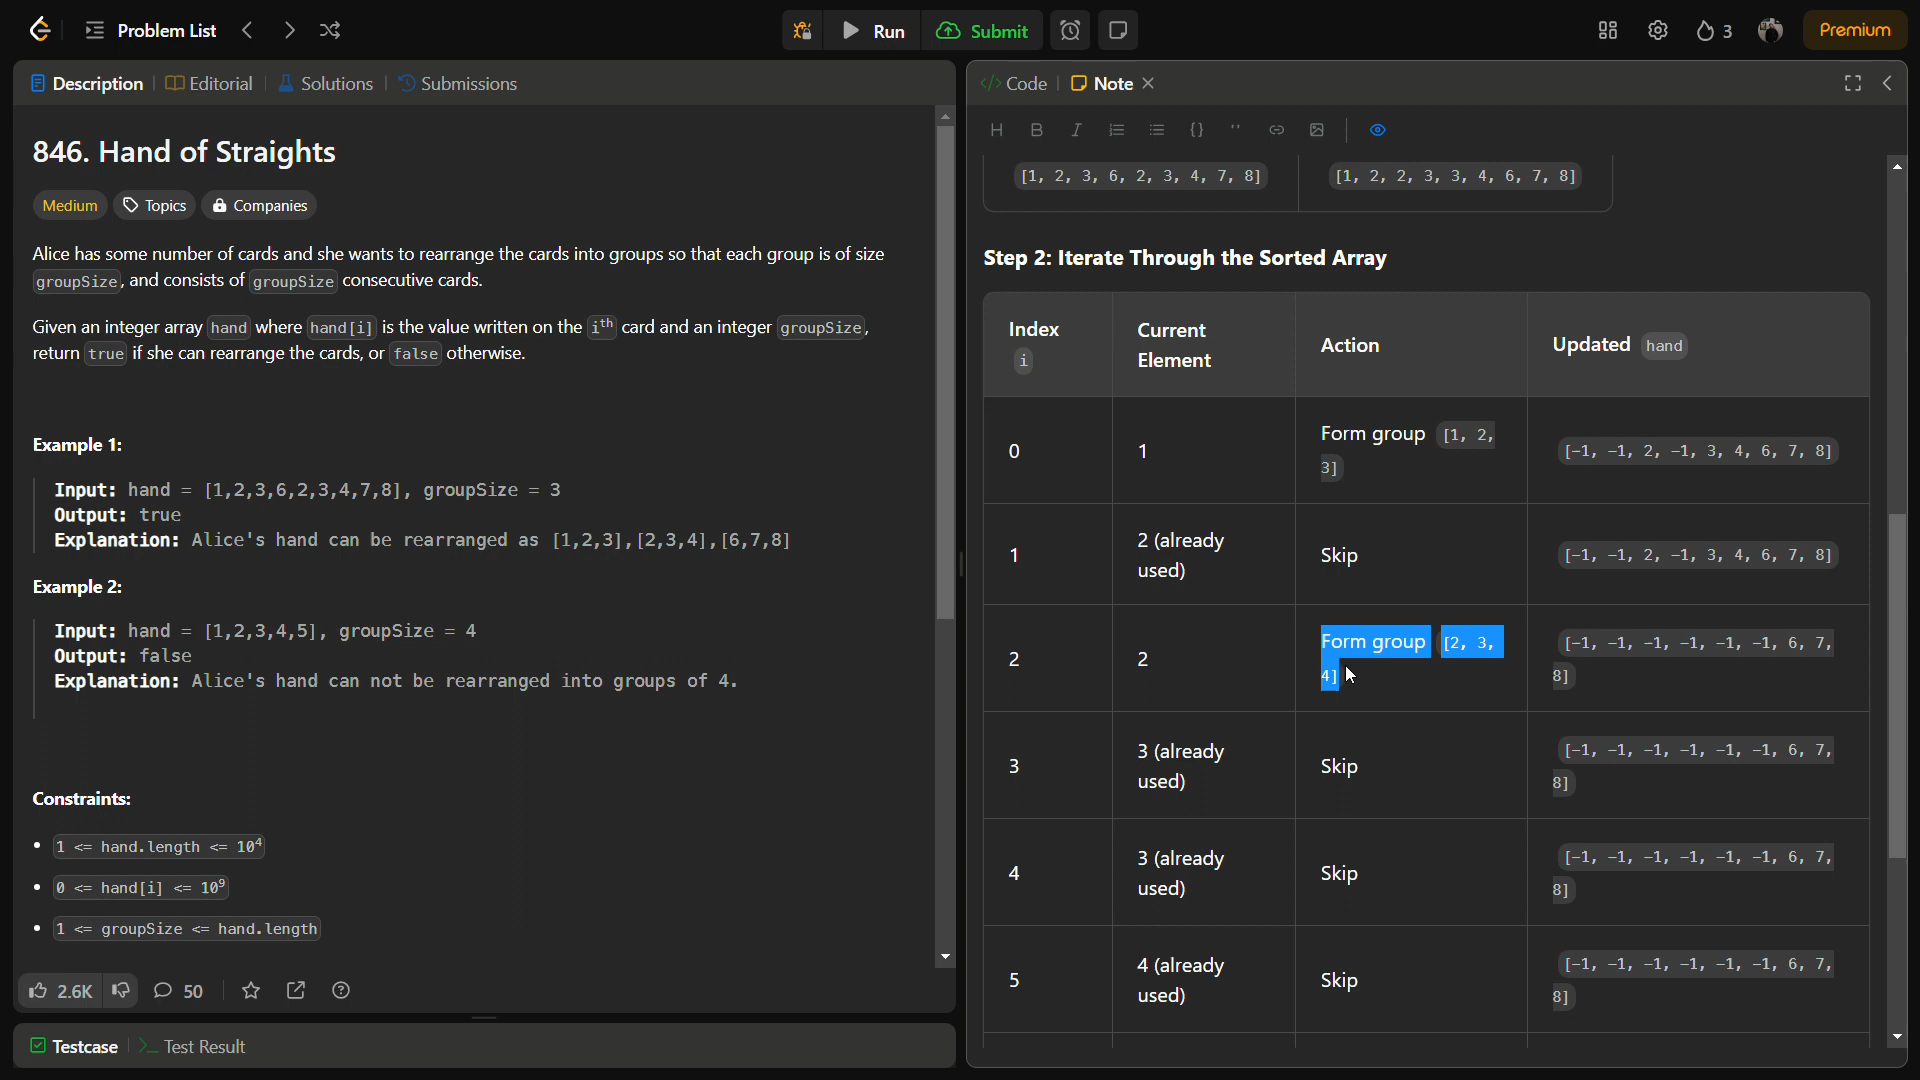 Problem List
Run
Submit
3
Premium
Description
Editorial
Solutions
Submissions
846. Hand of Straights
Medium
Topics
Companies
Alice has some number of cards and she wants to rearrange the cards into groups so that each group is of size
groupSize, and consists of groupSize consecutive cards.
Given an integer array hand where hand[i] is the value written on the ith card and an integer groupSize,
return true if she can rearrange the cards, or false otherwise.
Example 1:
Input: hand = [1,2,3,6,2,3,4,7,8], groupSize = 3
Output: true
Explanation: Alice's hand can be rearranged as [1,2,3],[2,3,4],[6,7,8]
Example 2:
Input: hand = [1,2,3,4,5], groupSize = 4
Output: false
Explanation: Alice's hand can not be rearranged into groups of 4.
Constraints:
• 1 <= hand.length <= 10^4
• 0 <= hand[i] <= 10^9
• 1 <= groupSize <= hand.length
2.6K
50
Testcase
Test Result
Code
Note
H
B
I
{}
[1, 2, 3, 6, 2, 3, 4, 7, 8]
[1, 2, 2, 3, 3, 4, 6, 7, 8]
Step 2: Iterate Through the Sorted Array
Index
i
Current
Element
Action
Updated hand
0
1
Form group [1, 2,
3]
[-1, -1, 2, -1, 3, 4, 6, 7, 8]
1
2 (already
used)
Skip
[-1, -1, 2, -1, 3, 4, 6, 7, 8]
2
2
Form group [2, 3,
4]
[-1, -1, -1, -1, -1, -1, 6, 7,
8]
3
3 (already
used)
Skip
[-1, -1, -1, -1, -1, -1, 6, 7,
8]
4
3 (already
used)
Skip
[-1, -1, -1, -1, -1, -1, 6, 7,
8]
5
4 (already
used)
Skip
[-1, -1, -1, -1, -1, -1, 6, 7,
8]